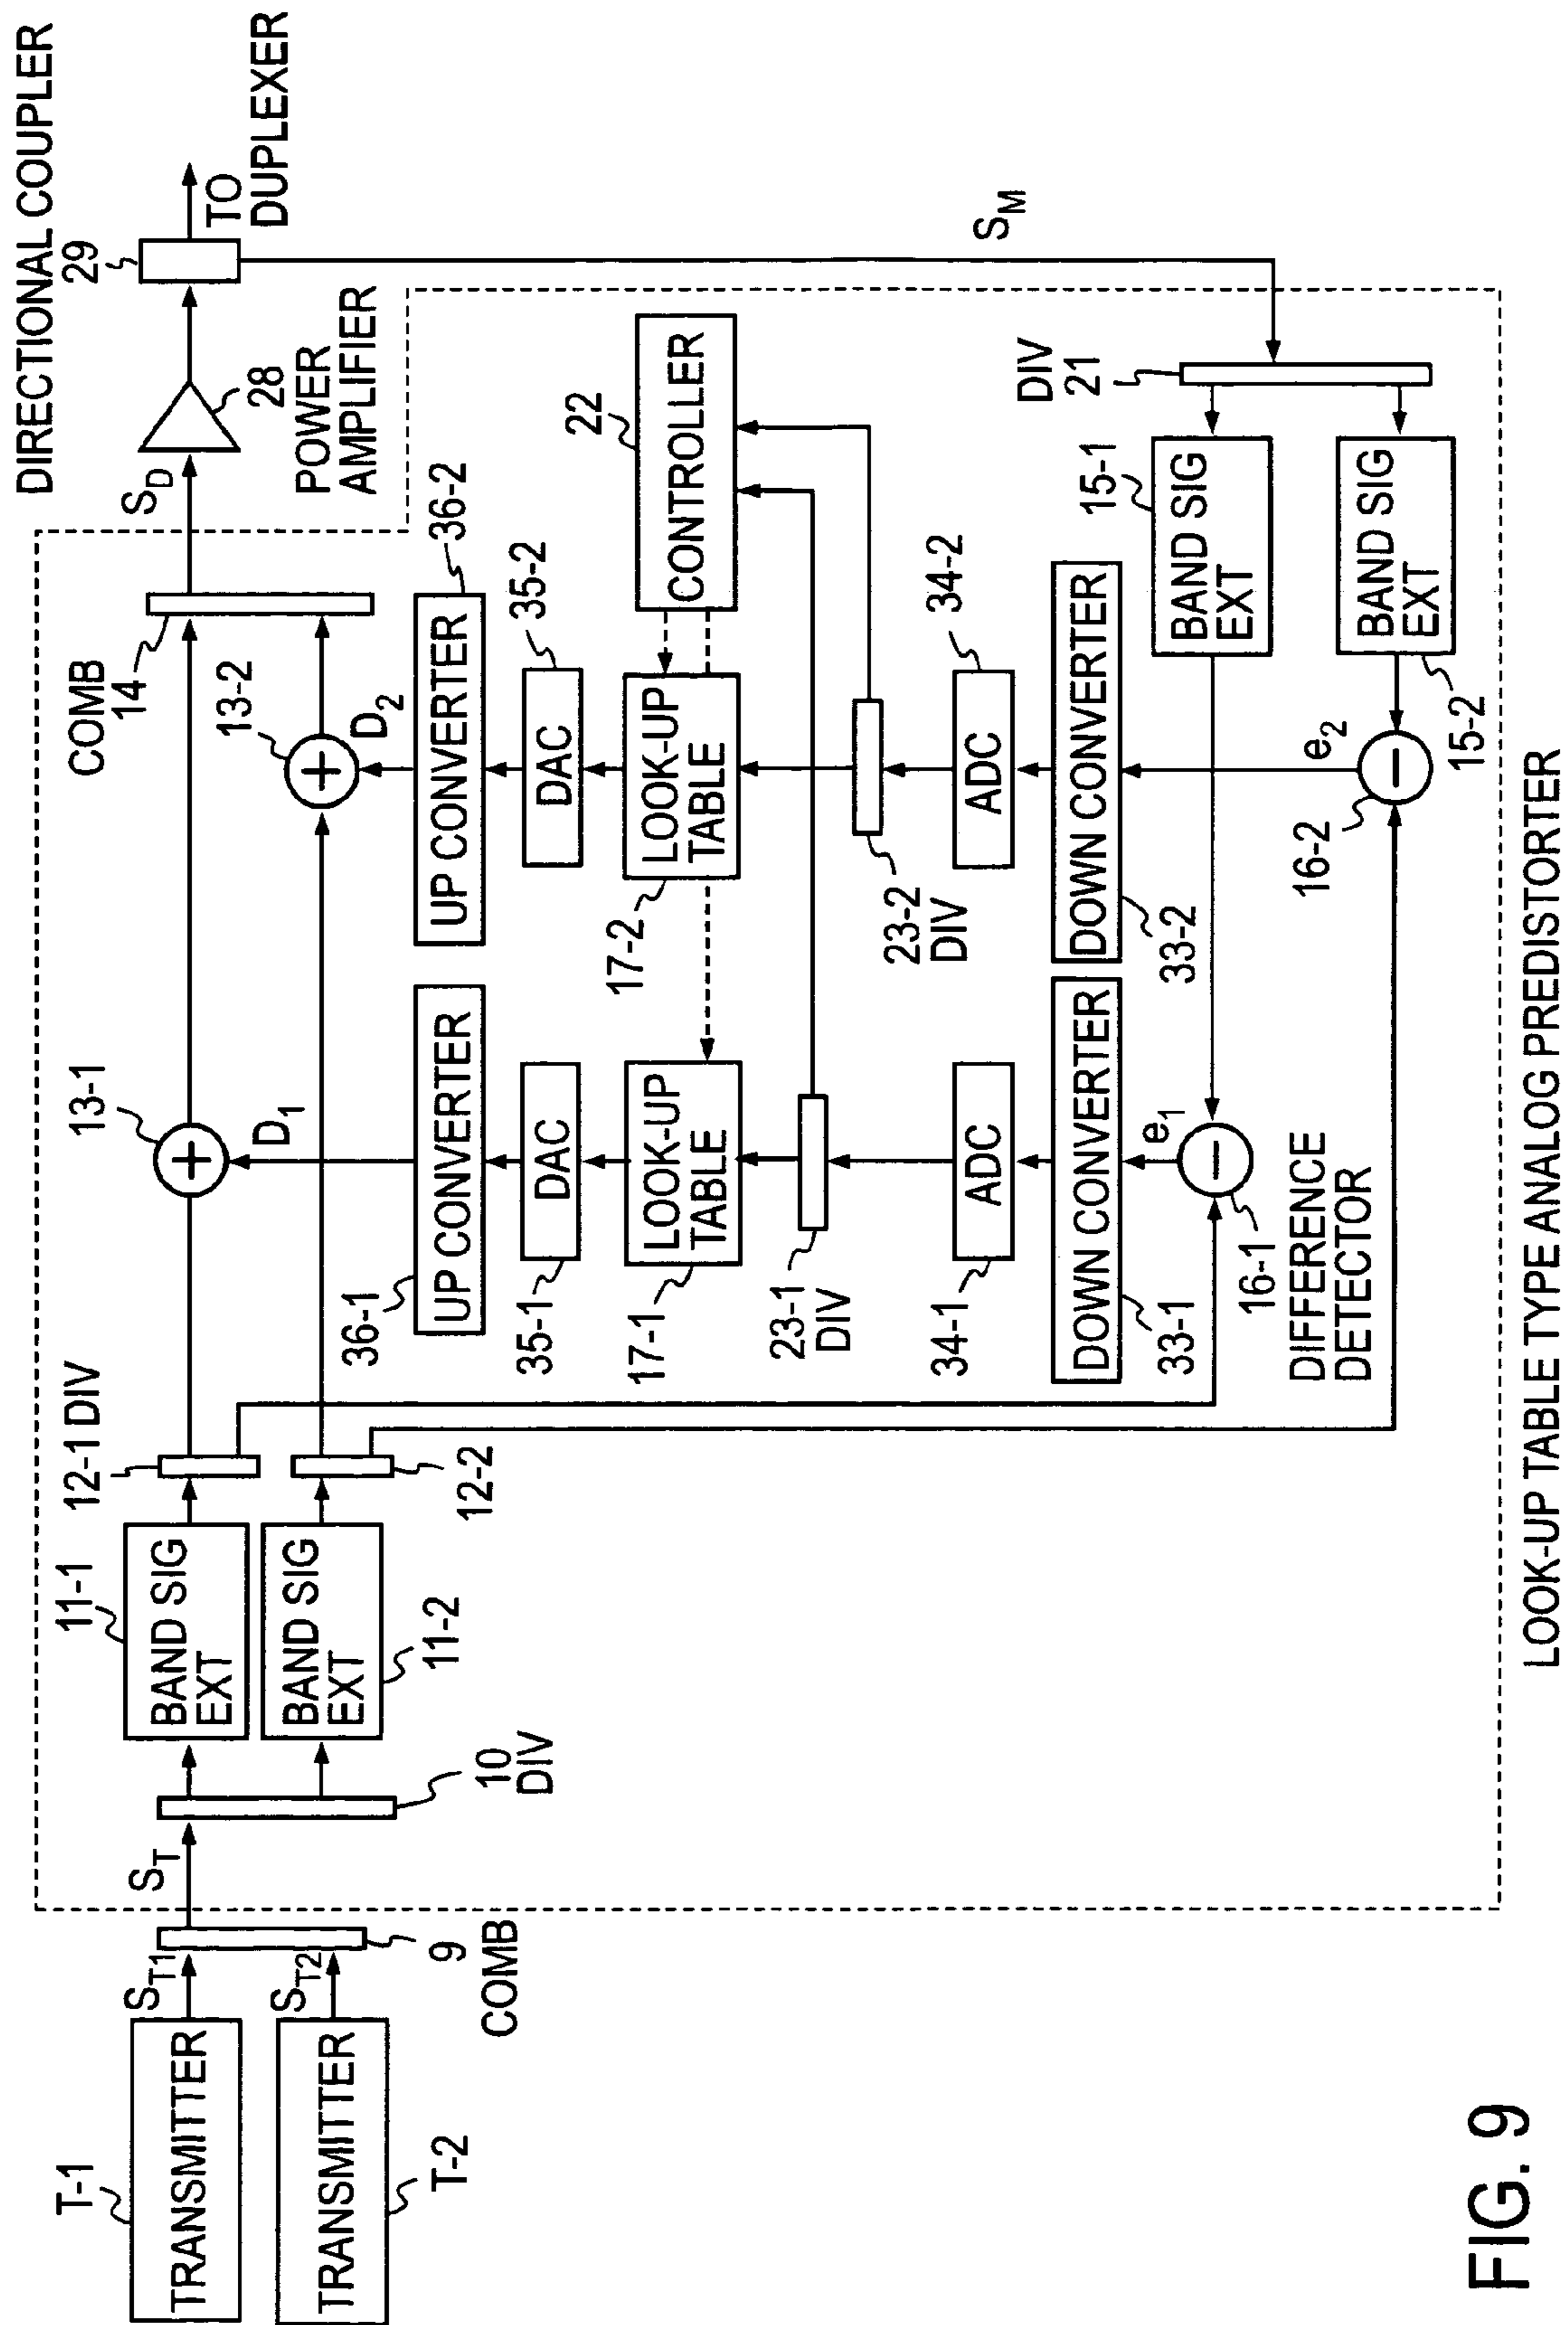 DIRECTIONAL COUPLER
29
TO
DUPLEXER
S_D
28
POWER
AMPLIFIER
S_M
COMB
14
13-2
13-1
D_2
D_1
12-1 DIV
12-2
11-1
BAND SIG
EXT
BAND SIG
EXT
11-2
10
DIV
S_T
S_T1
S_T2
9
COMB
T-1
TRANSMITTER
TRANSMITTER
T-2
36-1
UP CONVERTER
UP CONVERTER
36-2
35-1
DAC
DAC
35-2
17-1
LOOK-UP
TABLE
17-2
LOOK-UP
TABLE
22
CONTROLLER
23-1
DIV
23-2
DIV
34-1
ADC
ADC
34-2
DOWN CONVERTER
33-1
DOWN CONVERTER
33-2
DIV
21
15-1
BAND SIG
EXT
BAND SIG
EXT
15-2
e_1
e_2
16-1
16-2
DIFFERENCE
DETECTOR
LOOK-UP TABLE TYPE ANALOG PREDISTORTER
FIG. 9